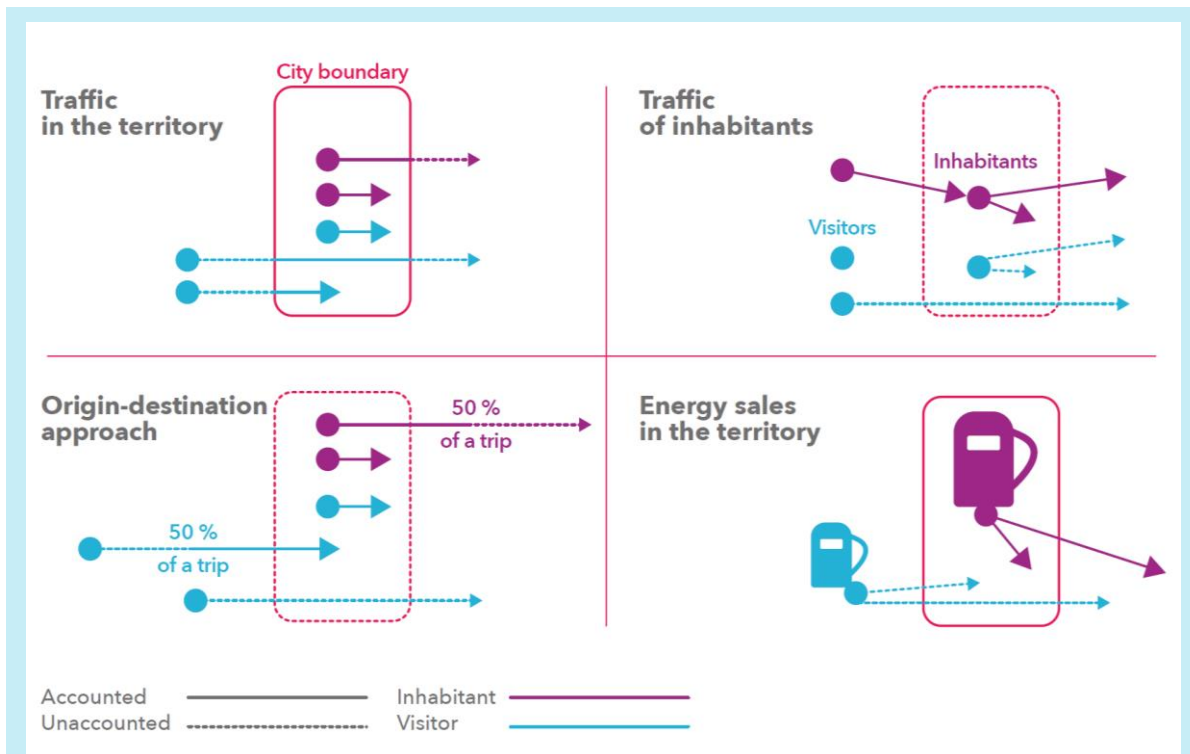 City boundary
Traffic
in the territory
Traffic
of inhabitants
Inhabitants
Visitors
Origin-destination
approach
50 %
of a trip
50 %
of a trip
Energy sales
in the territory
Accounted
Unaccounted
Inhabitant
Visitor